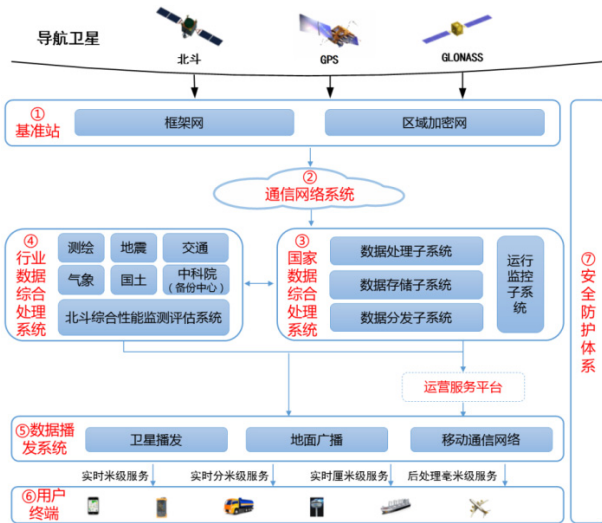 导航卫星
北斗
GPS
GLONASS
①
基准站
框架网
区域加密网
②
通信网络系统
④
行业
数据
综合
处理
系统
测绘
地震
交通
气象
国土
中科院
（备份中心）
北斗综合性能监测评估系统
③
国家
数据
综合
处理
系统
数据处理子系统
数据存储子系统
数据分发子系统
运行
监控
子系
统
⑦
安
全
防
护
体
系
运营服务平台
⑤数据播
发系统
卫星播发
地面广播
移动通信网络
实时米级服务
实时分米级服务
实时厘米级服务
后处理毫米级服务
⑥用户
终端